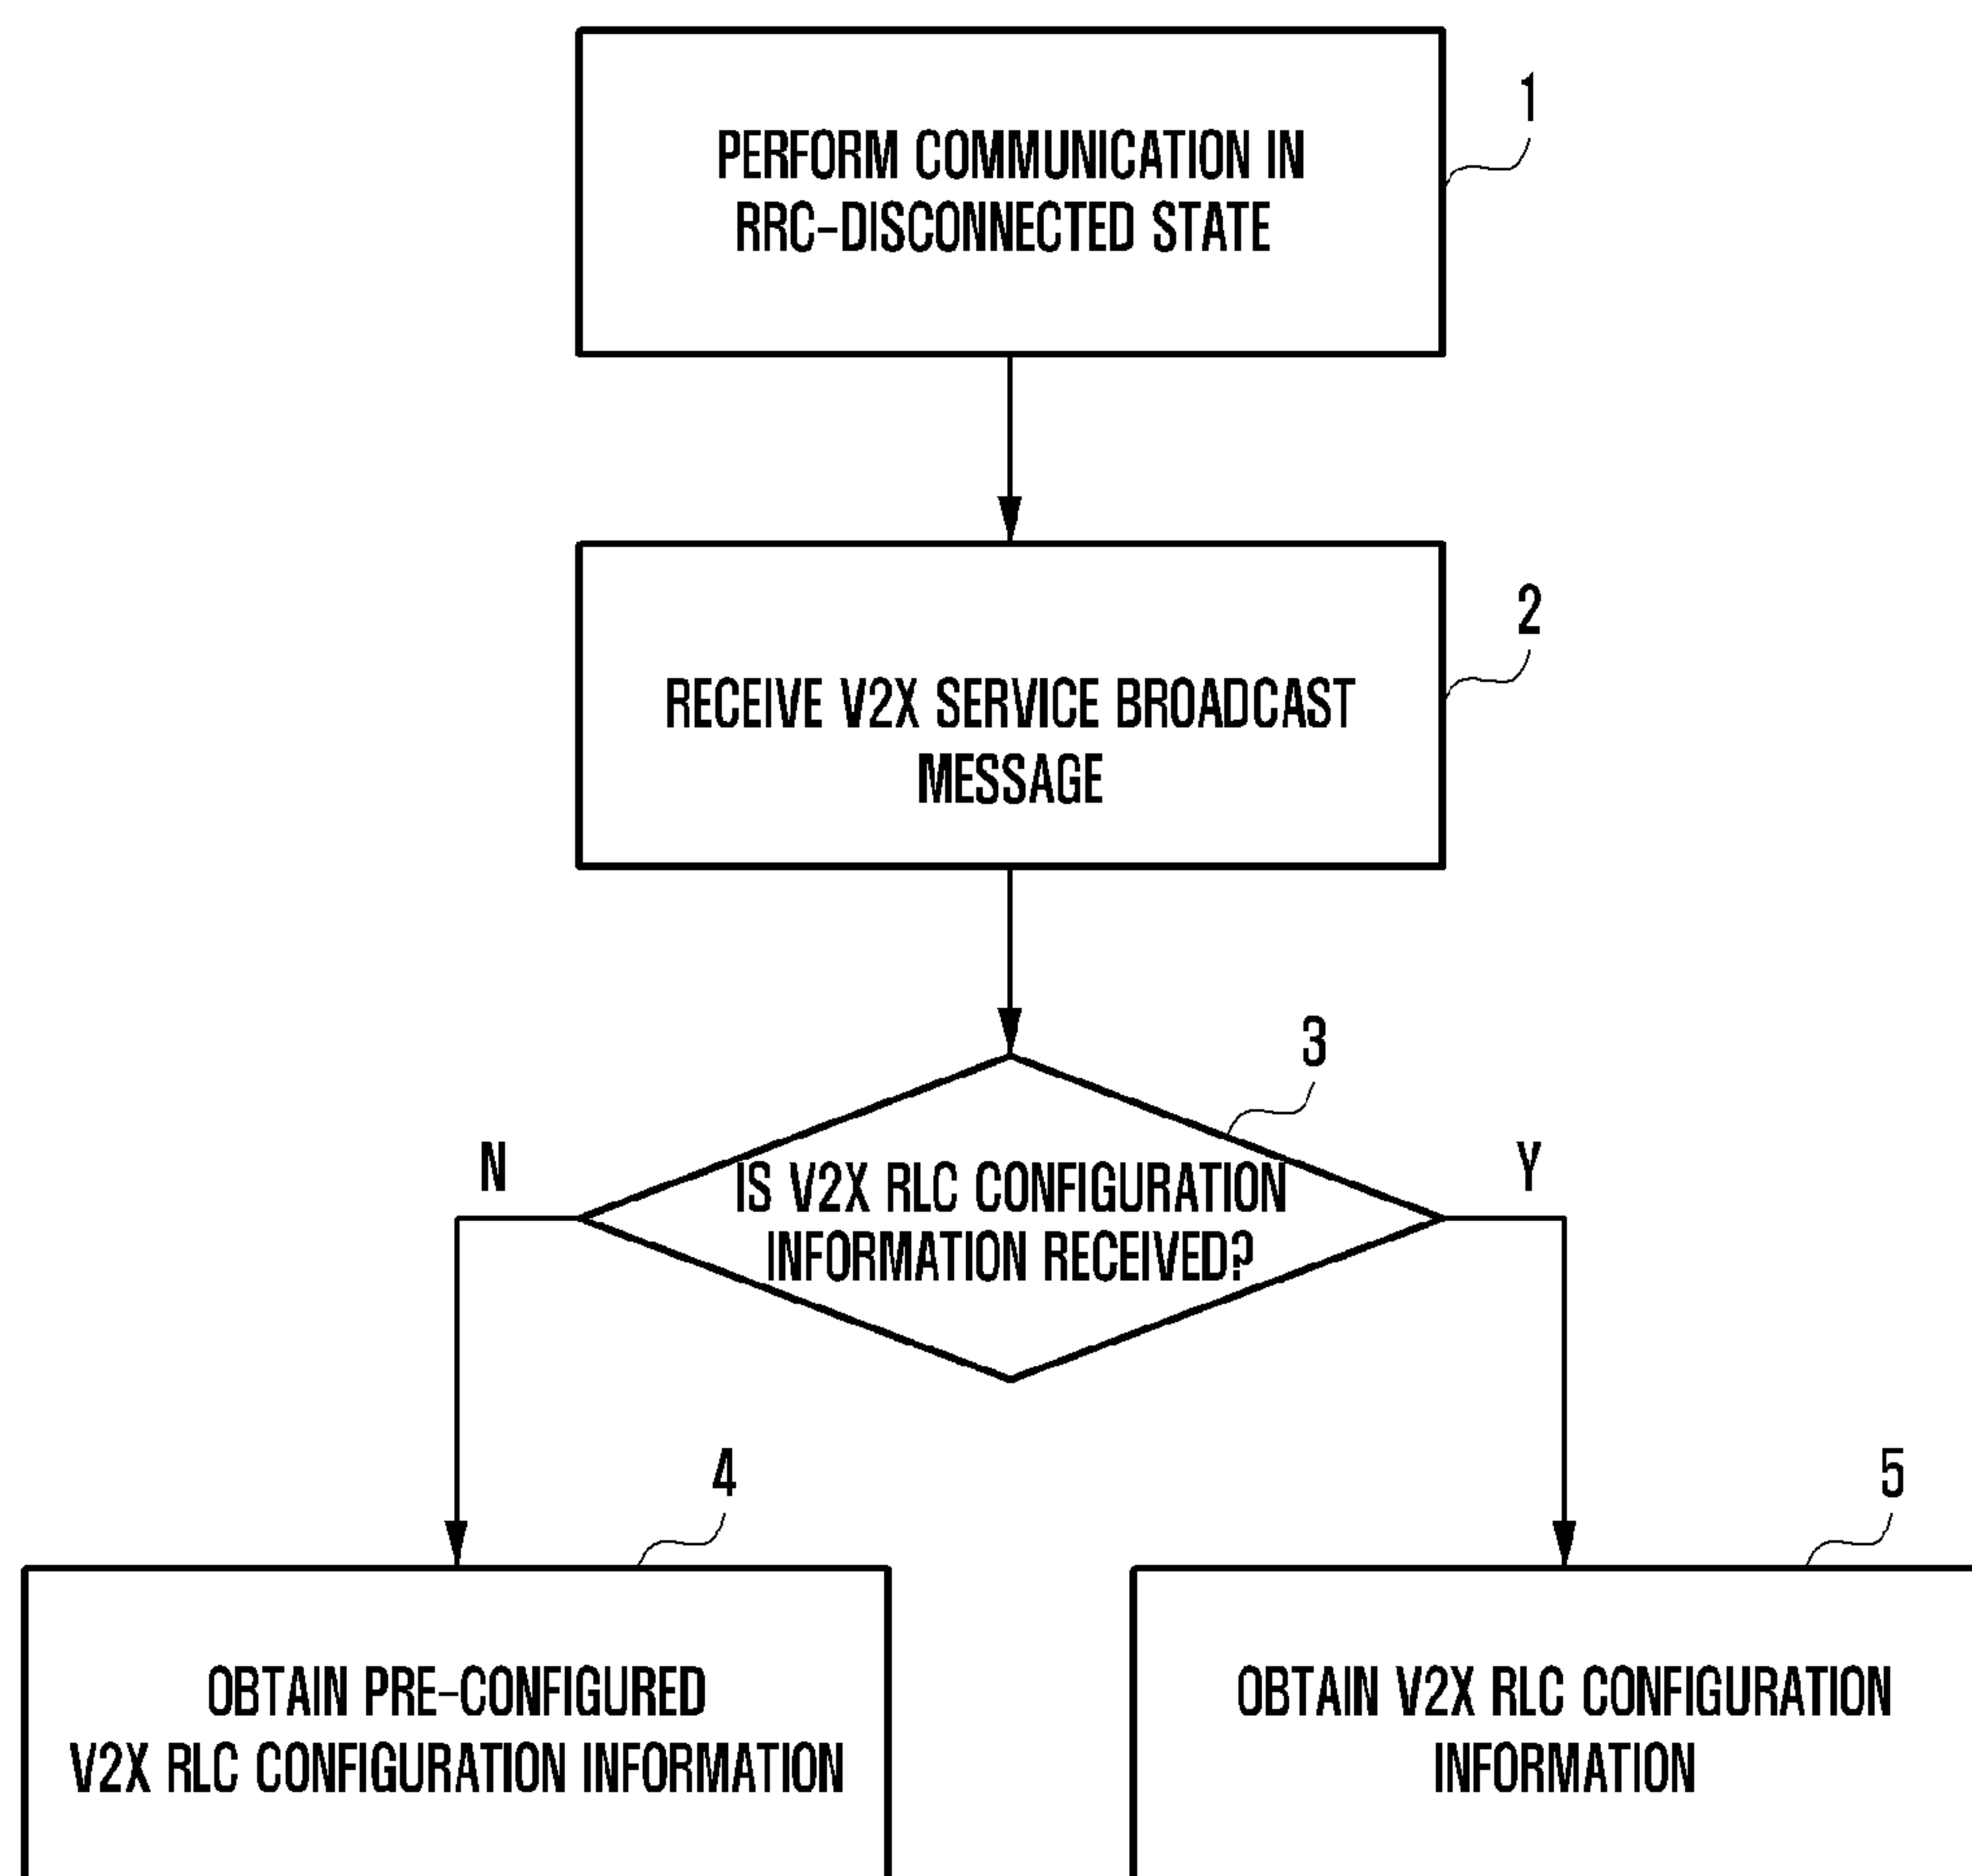 PERFORM COMMUNICATION IN
RRC-DISCONNECTED STATE
1
RECEIVE V2X SERVICE BROADCAST
MESSAGE
2
IS V2X RLC CONFIGURATION
INFORMATION RECEIVED?
3
N
Y
OBTAIN PRE-CONFIGURED
V2X RLC CONFIGURATION INFORMATION
4
OBTAIN V2X RLC CONFIGURATION
INFORMATION
5